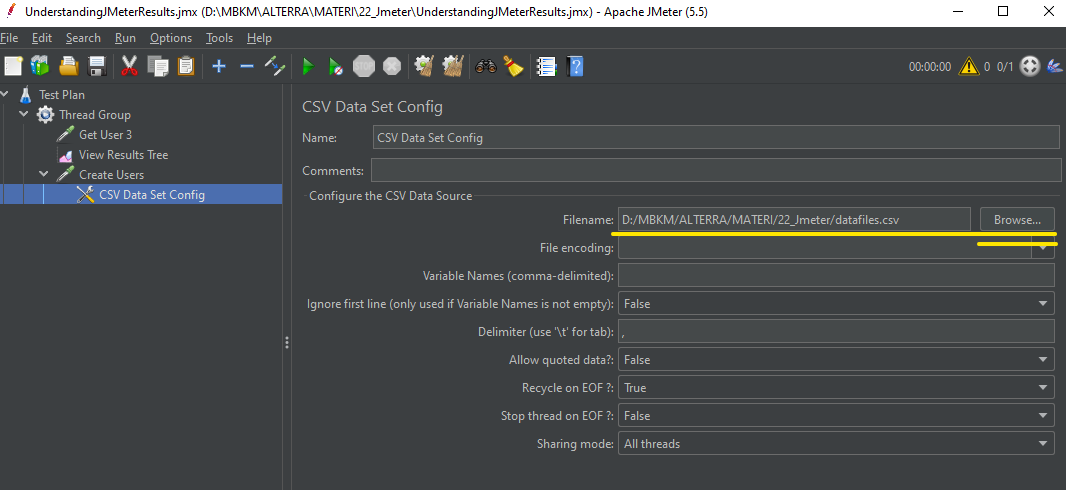 UnderstandingJMeterResults.jmx (D:\MBKM\ALTERRA\MATERI\22_Jmeter\UnderstandingJMeterResults.jmx) - Apache JMeter (5.5)
File Edit Search Run Options Tools Help
00:00:00 0 0/1
Test Plan
Thread Group
Get User 3
View Results Tree
Create Users
CSV Data Set Config
CSV Data Set Config
Name: CSV Data Set Config
Comments:
Configure the CSV Data Source
Filename: D:/MBKM/ALTERRA/MATERI/22_Jmeter/datafiles.csv Browse...
File encoding:
Variable Names (comma-delimited):
Ignore first line (only used if Variable Names is not empty): False
Delimiter (use '\t' for tab): ,
Allow quoted data?: False
Recycle on EOF ?: True
Stop thread on EOF ?: False
Sharing mode: All threads